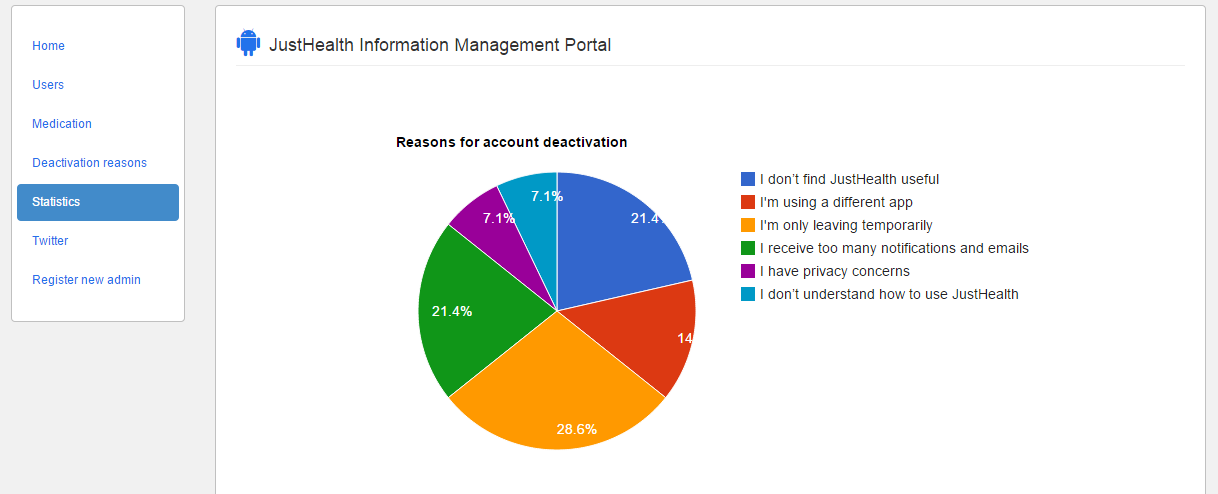 Home
Users
Medication
Deactivation reasons
Statistics
Twitter
Register new admin
JustHealth Information Management Portal
Reasons for account deactivation
7.1%
7.1%
21.4
14
21.4%
28.6%
I don't find JustHealth useful
I'm using a different app
I'm only leaving temporarily
I receive too many notifications and emails
I have privacy concerns
I don't understand how to use JustHealth